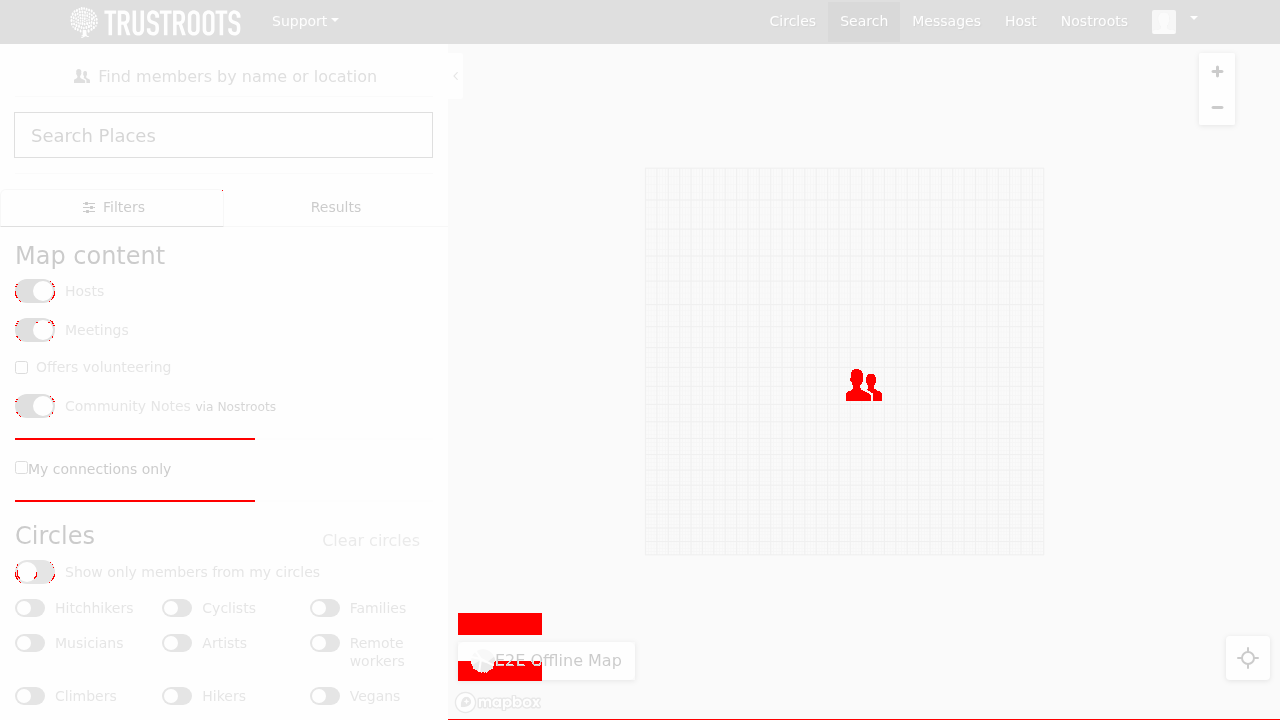 TRUSTROOTS Support Circles Search Messages Host Nostroots
Find members by name or location
Search Places
Filters Results
Map content
Hosts
Meetings
Offers volunteering
Community Notes via Nostroots
My connections only
Circles Clear circles
Show only members from my circles
Hitchhikers Cyclists Families
Musicians Artists Remote workers
Climbers Hikers Vegans
E2E Offline Map
mapbox